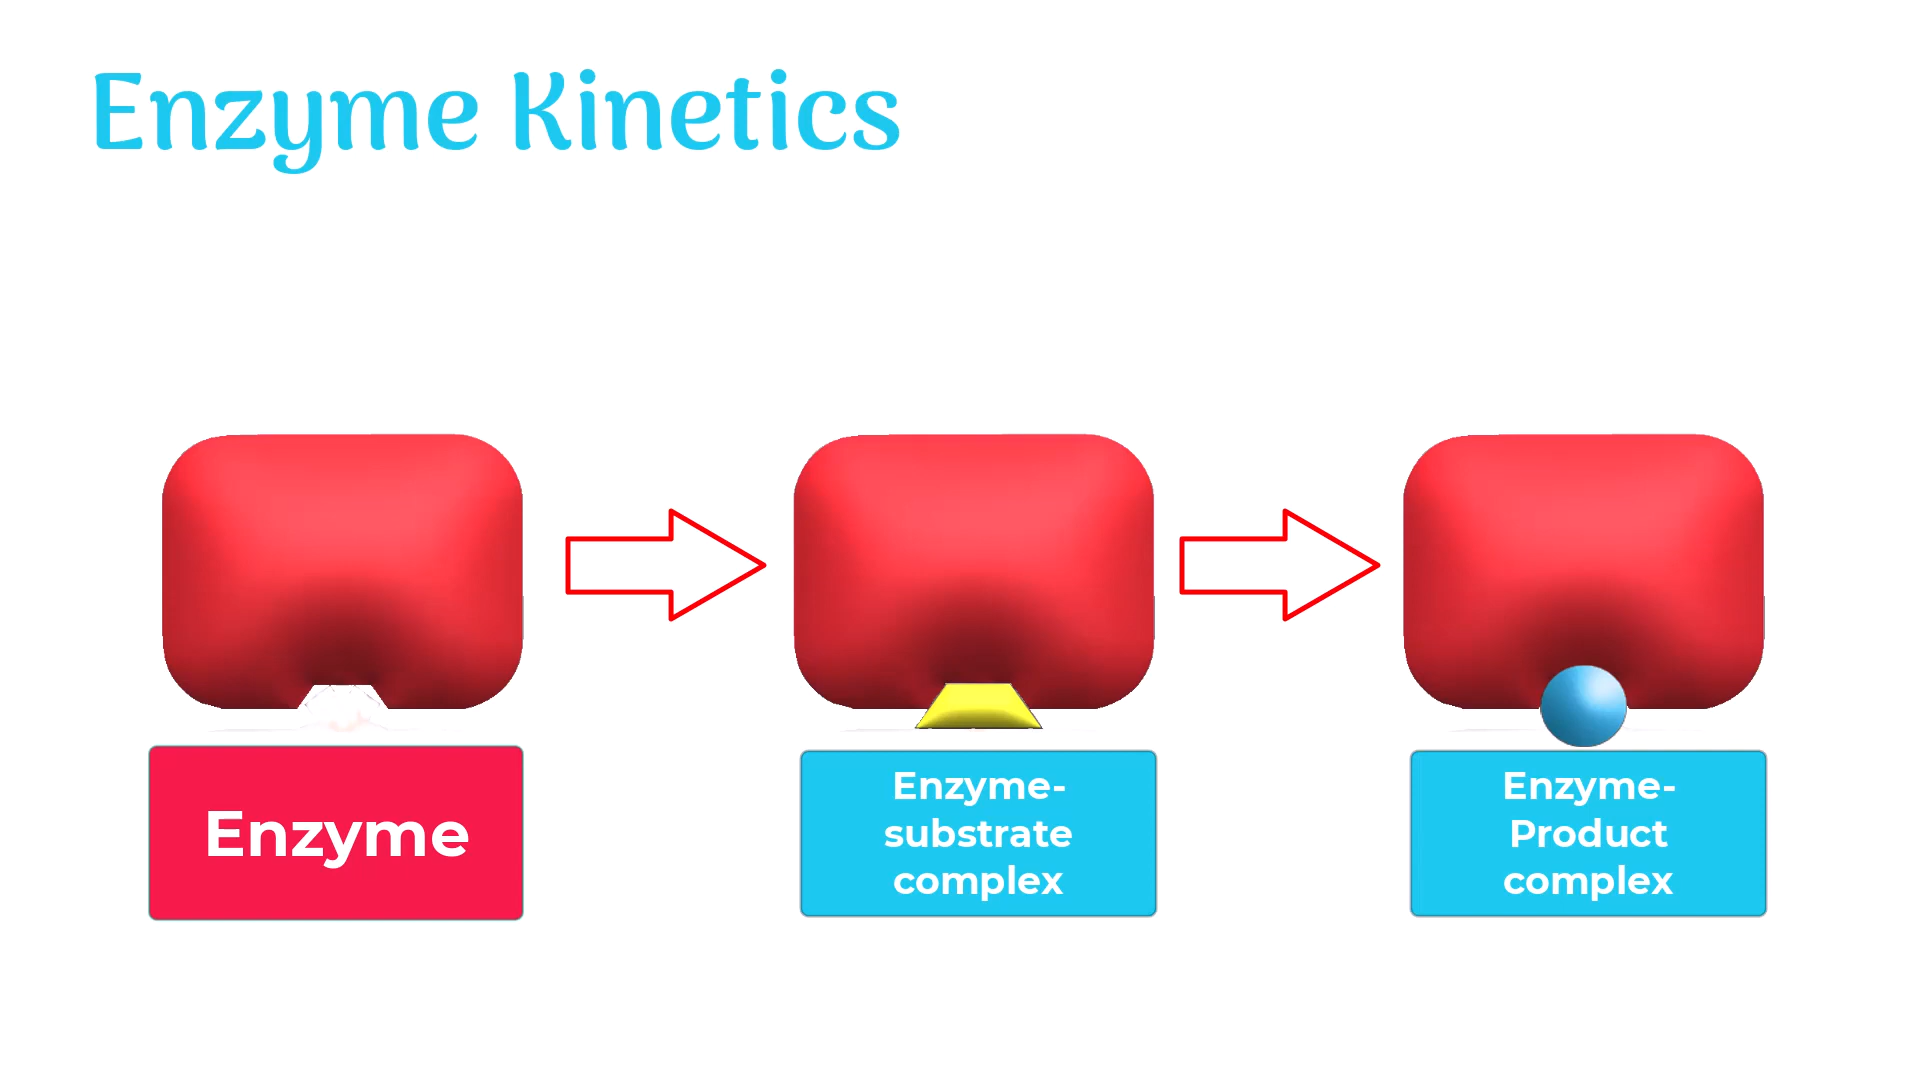 Enzyme Kinetics
Enzyme
Enzyme-
substrate
complex
Enzyme-
Product
complex